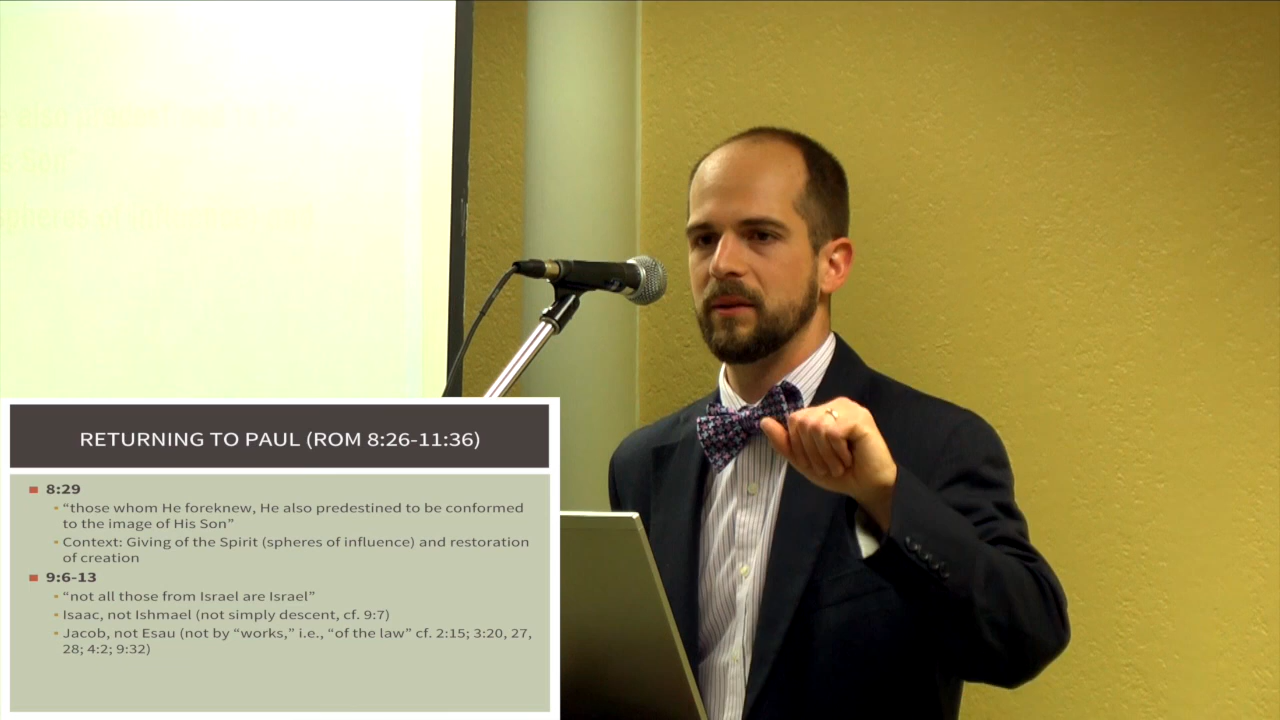 RETURNING TO PAUL (ROM 8:26-11:36)
8:29
“those whom He foreknew, He also predestined to be conformed
to the image of His Son”
Context: Giving of the Spirit (spheres of influence) and restoration
of creation
9:6-13
“not all those from Israel are Israel”
Isaac, not Ishmael (not simply descent, cf. 9:7)
Jacob, not Esau (not by “works,” i.e., “of the law” cf. 2:15; 3:20, 27,
28; 4:2; 9:32)